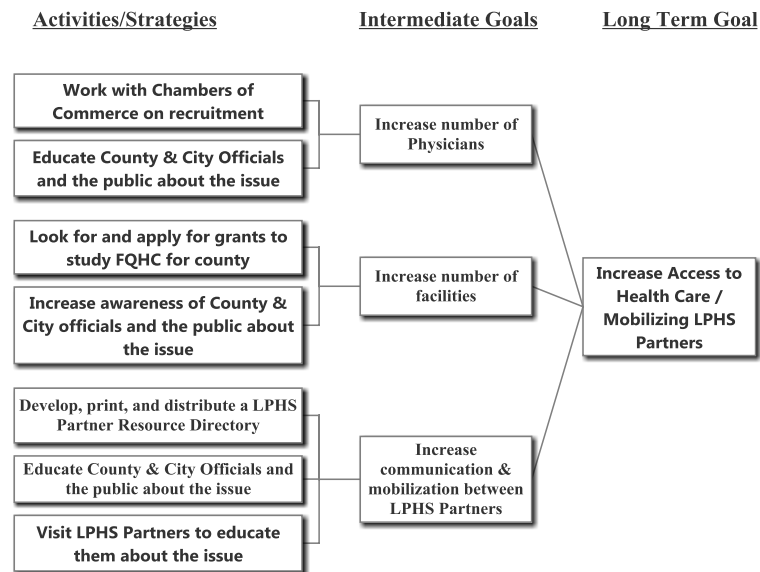 Activities/Strategies
Intermediate Goals
Long Term Goal
Work with Chambers of
Commerce on recruitment
Educate County & City Officials
and the public about the issue
Increase number of
Physicians
Look for and apply for grants to
study FQHC for county
Increase awareness of County &
City officials and the public about
the issue
Increase number of
facilities
Develop, print, and distribute a LPHS
Partner Resource Directory
Educate County & City Officials and
the public about the issue
Visit LPHS Partners to educate
them about the issue
Increase
communication &
mobilization between
LPHS Partners
Increase Access to
Health Care /
Mobilizing LPHS
Partners